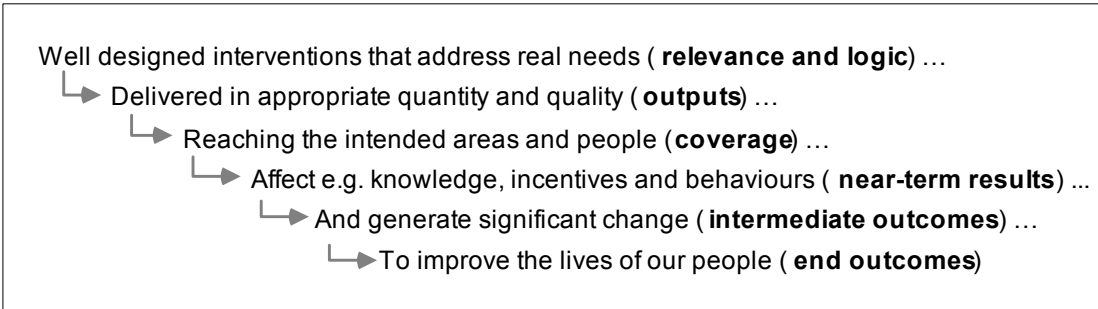 Well designed interventions that address real needs ( relevance and logic) …
Delivered in appropriate quantity and quality ( outputs) …
Reaching the intended areas and people (coverage) …
Affect e.g. knowledge, incentives and behaviours ( near-term results) ...
And generate significant change ( intermediate outcomes) …
To improve the lives of our people ( end outcomes)